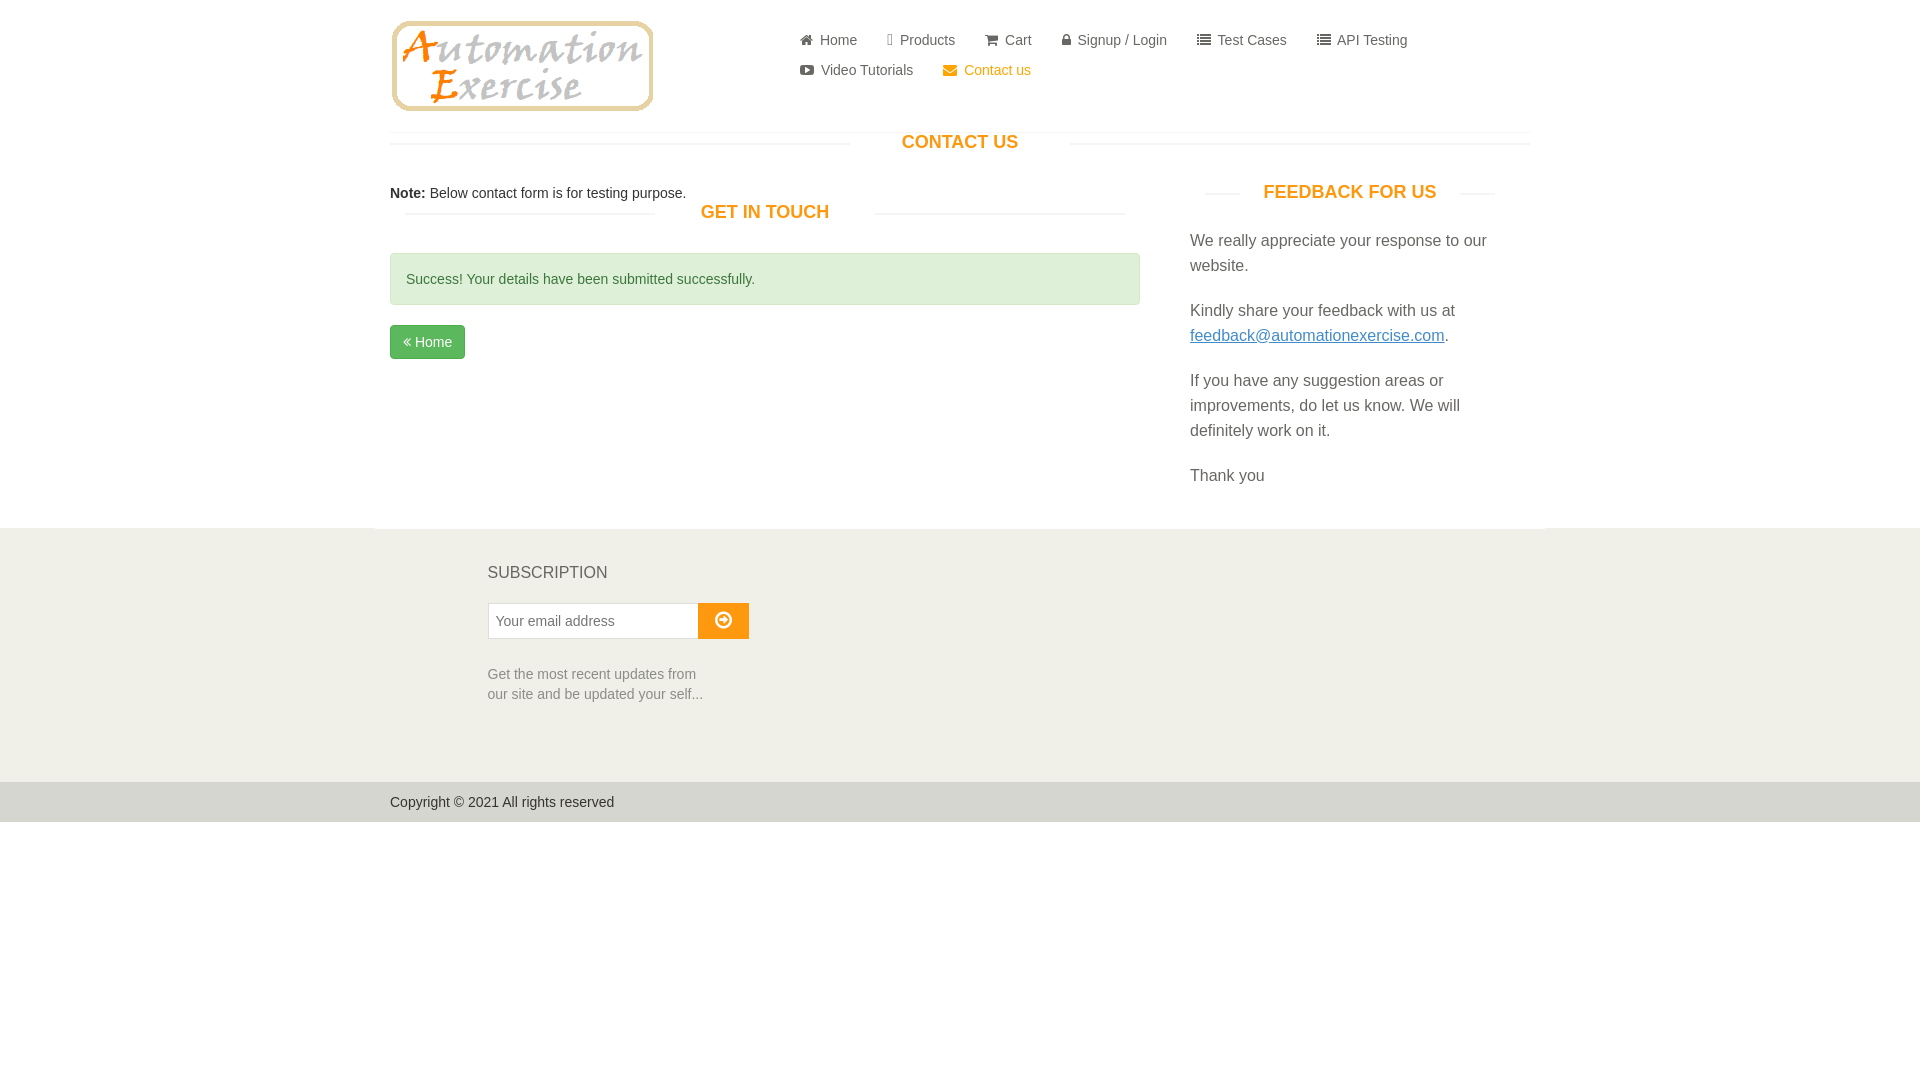 Automation
Exercise
Home
Products
Cart
Signup / Login
Test Cases
API Testing
Video Tutorials
Contact us
CONTACT US
Note: Below contact form is for testing purpose.
GET IN TOUCH
Success! Your details have been submitted successfully.
« Home
FEEDBACK FOR US
We really appreciate your response to our
website.
Kindly share your feedback with us at
feedback@automationexercise.com.
If you have any suggestion areas or
improvements, do let us know. We will
definitely work on it.
Thank you
SUBSCRIPTION
Your email address
Get the most recent updates from
our site and be updated your self...
Copyright © 2021 All rights reserved